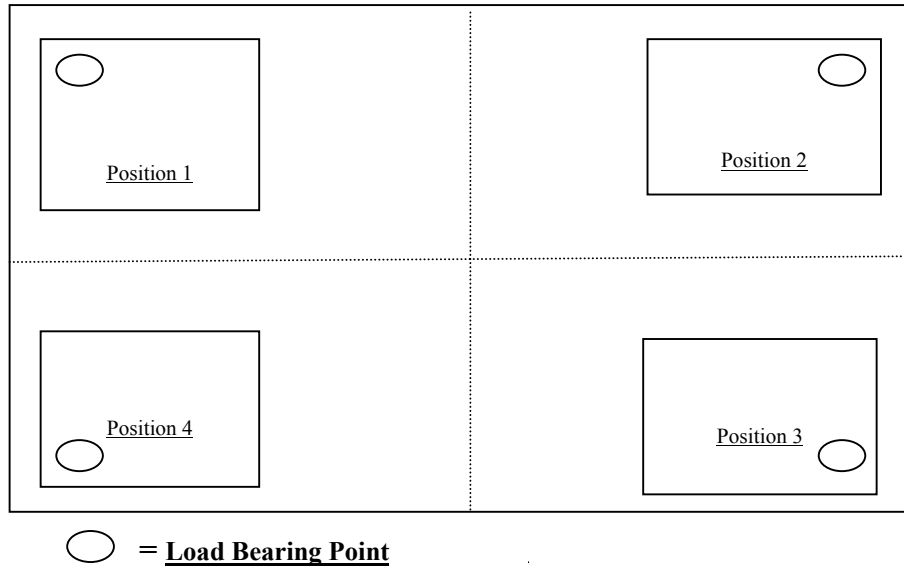 Position 1
Position 2
Position 4
Position 3
= Load Bearing Point